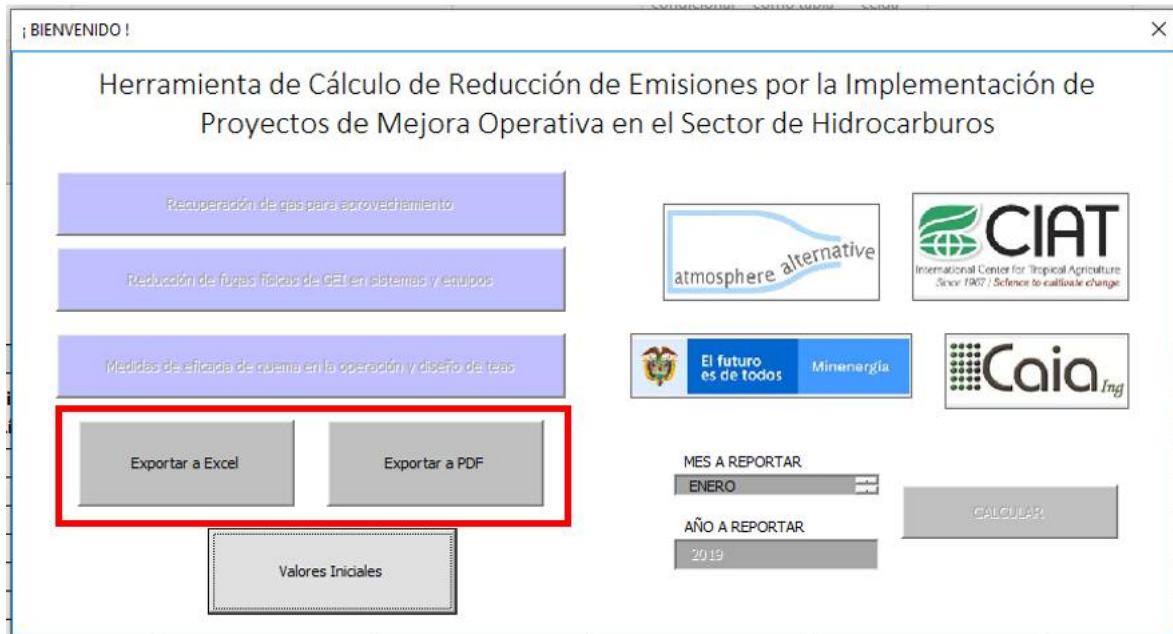 condicional como tabla celda
¡ BIENVENIDO !
Herramienta de Cálculo de Reducción de Emisiones por la Implementación de
Proyectos de Mejora Operativa en el Sector de Hidrocarburos
Recuperación de gas para aprovechamiento
Reducción de fugas físicas de GEI en sistemas y equipos
Medidas de eficacia de quema en la operación y diseño de teas
Exportar a Excel
Exportar a PDF
Valores Iniciales
atmosphere alternative
CIAT
International Center for Tropical Agriculture
Since 1967 / Science to cultivate change
El futuro
es de todos
Minenergía
Caia Ing
MES A REPORTAR
ENERO
AÑO A REPORTAR
2019
CALCULAR